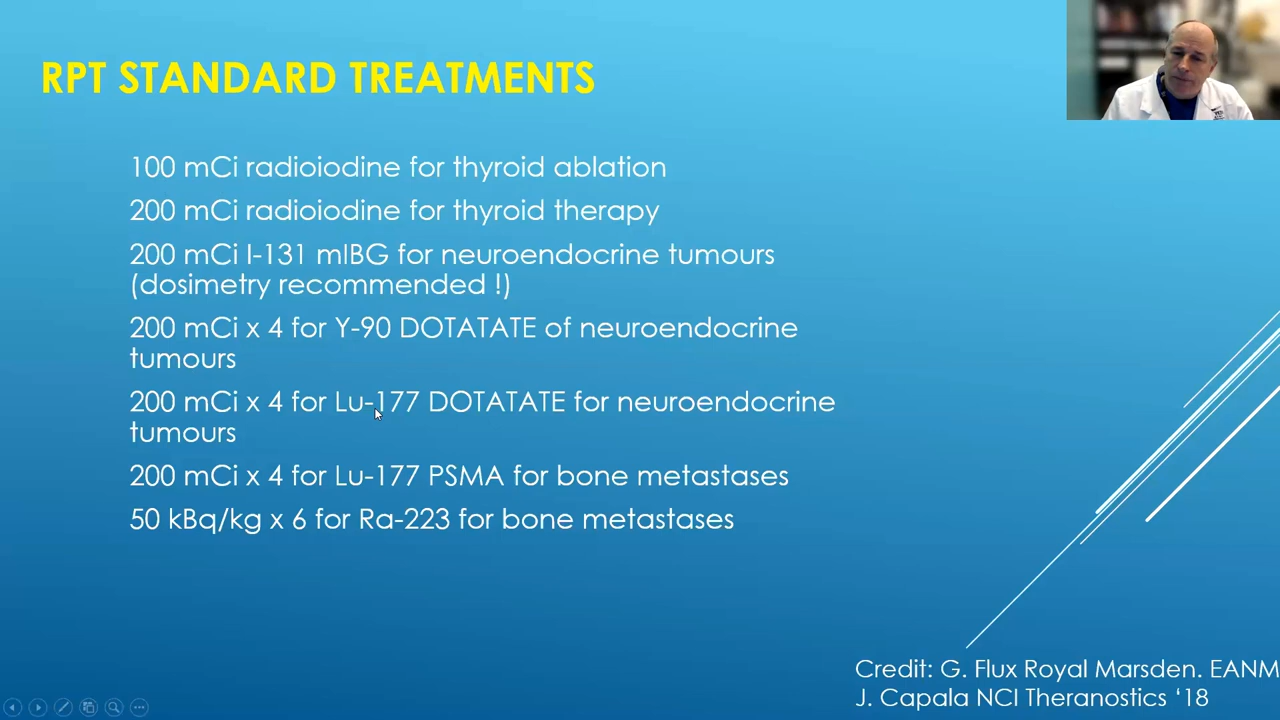 RPT STANDARD TREATMENTS
100 mCi radioiodine for thyroid ablation
200 mCi radioiodine for thyroid therapy
200 mCi I-131 mIBG for neuroendocrine tumours
(dosimetry recommended !)
200 mCi x 4 for Y-90 DOTATATE of neuroendocrine
tumours
200 mCi x 4 for Lu-177 DOTATATE for neuroendocrine
tumours
200 mCi x 4 for Lu-177 PSMA for bone metastases
50 kBq/kg x 6 for Ra-223 for bone metastases
Credit: G. Flux Royal Marsden. EANM
J. Capala NCI Theranostics ‘18